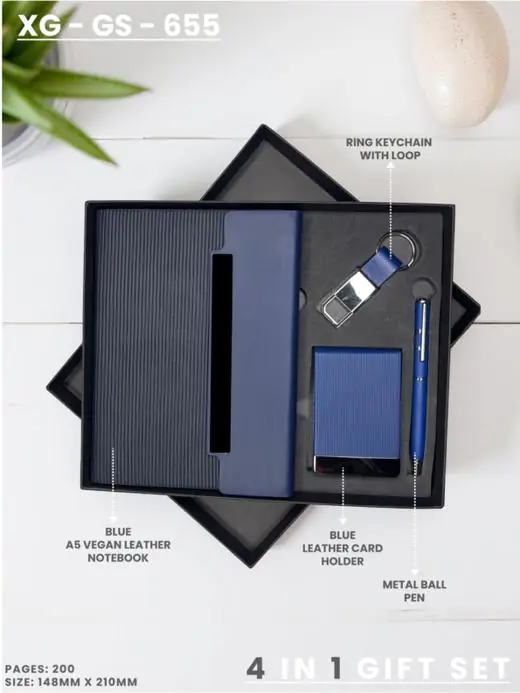 XG - GS - 655
RING KEYCHAIN
WITH LOOP
BLUE
A5 VEGAN LEATHER
NOTEBOOK
BLUE
LEATHER CARD
HOLDER
METAL BALL
PEN
PAGES: 200
SIZE: 148MM X 210MM
4 IN 1 GIFT SET